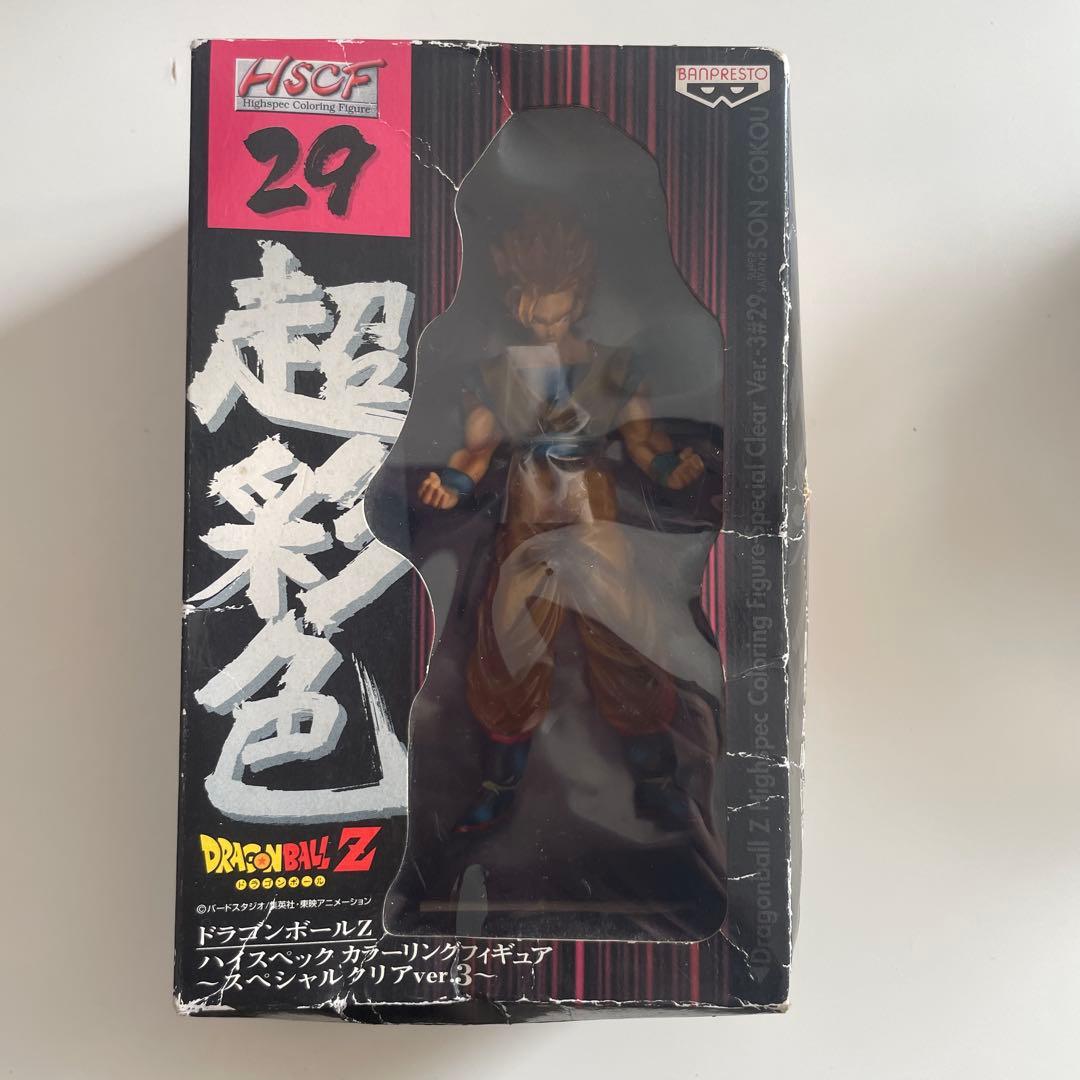 HSCF
Highspec Coloring Figure
29
BANPRESTO
超彩色
DRAGONBALL Z
ドラゴンボール
©バードスタジオ/集英社・東映アニメーション
ドラゴンボールZ
ハイスペック カラーリングフィギュア
～スペシャルクリアver.3～
Dragonball Z Highspec Coloring Figure-Special Clear Ver.-3#29 SUPER SAIYAN2 SON GOKOU